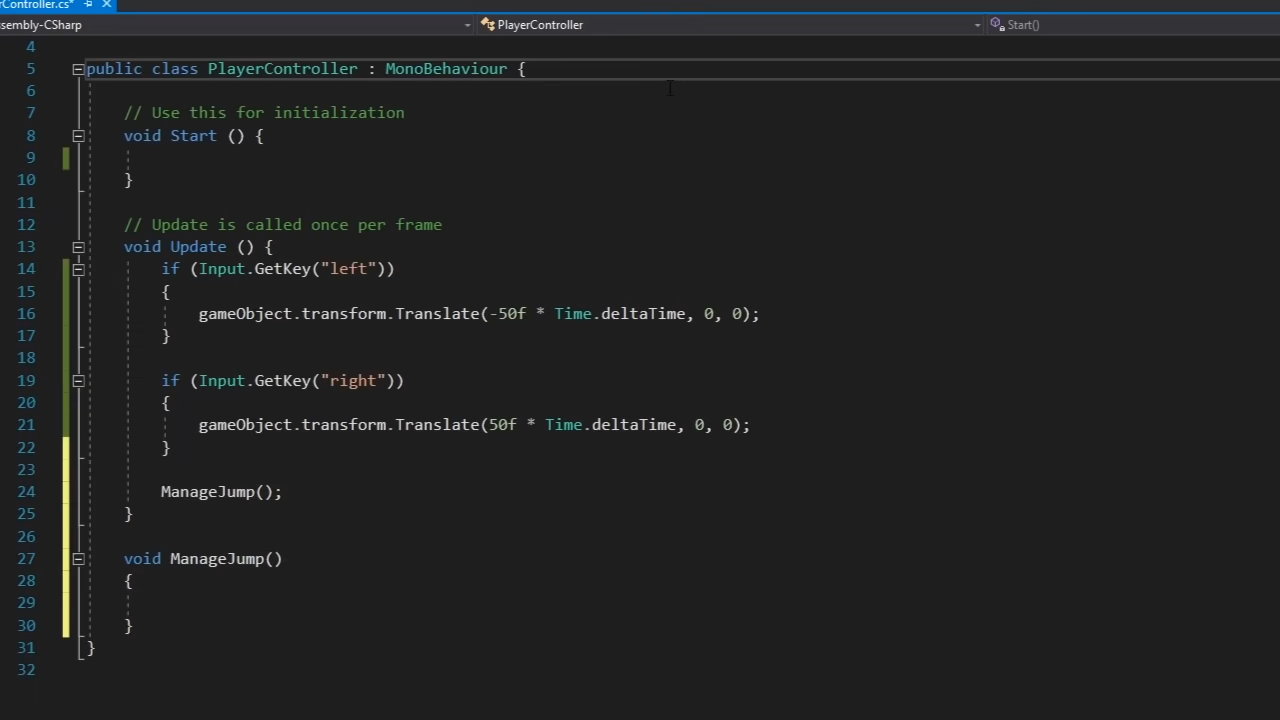 rController.cs*
ssembly-CSharp PlayerController Start()
4
5 public class PlayerController : MonoBehaviour {
6
7 // Use this for initialization
8 void Start () {
9
10 }
11
12 // Update is called once per frame
13 void Update () {
14 if (Input.GetKey("left"))
15 {
16 gameObject.transform.Translate(-50f * Time.deltaTime, 0, 0);
17 }
18
19 if (Input.GetKey("right"))
20 {
21 gameObject.transform.Translate(50f * Time.deltaTime, 0, 0);
22 }
23
24 ManageJump();
25 }
26
27 void ManageJump()
28 {
29
30 }
31 }
32